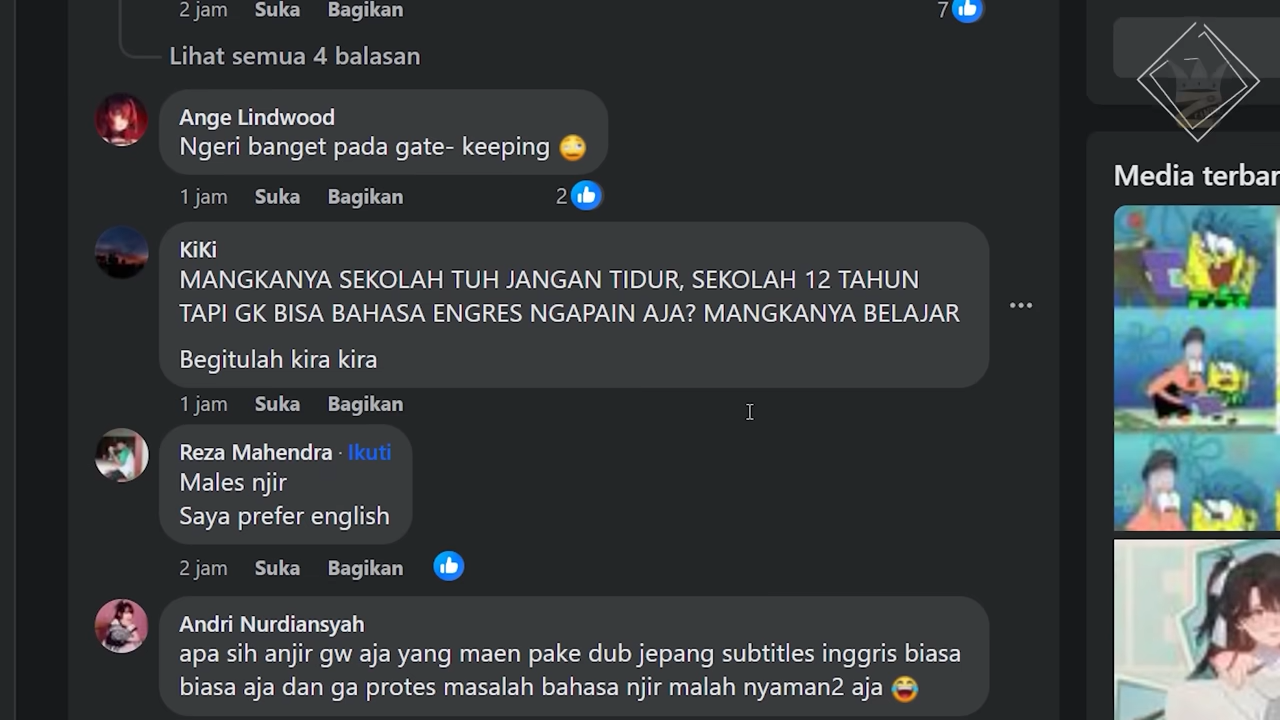 2 jam Suka Bagikan 7
Lihat semua 4 balasan
Ange Lindwood
Ngeri banget pada gate- keeping 🙄
1 jam Suka Bagikan 2
KiKi
MANGKANYA SEKOLAH TUH JANGAN TIDUR, SEKOLAH 12 TAHUN
TAPI GK BISA BAHASA ENGRES NGAPAIN AJA? MANGKANYA BELAJAR
Begitulah kira kira
1 jam Suka Bagikan
Reza Mahendra · Ikuti
Males njir
Saya prefer english
2 jam Suka Bagikan
Andri Nurdiansyah
apa sih anjir gw aja yang maen pake dub jepang subtitles inggris biasa
biasa aja dan ga protes masalah bahasa njir malah nyaman2 aja 😂
Media terbar